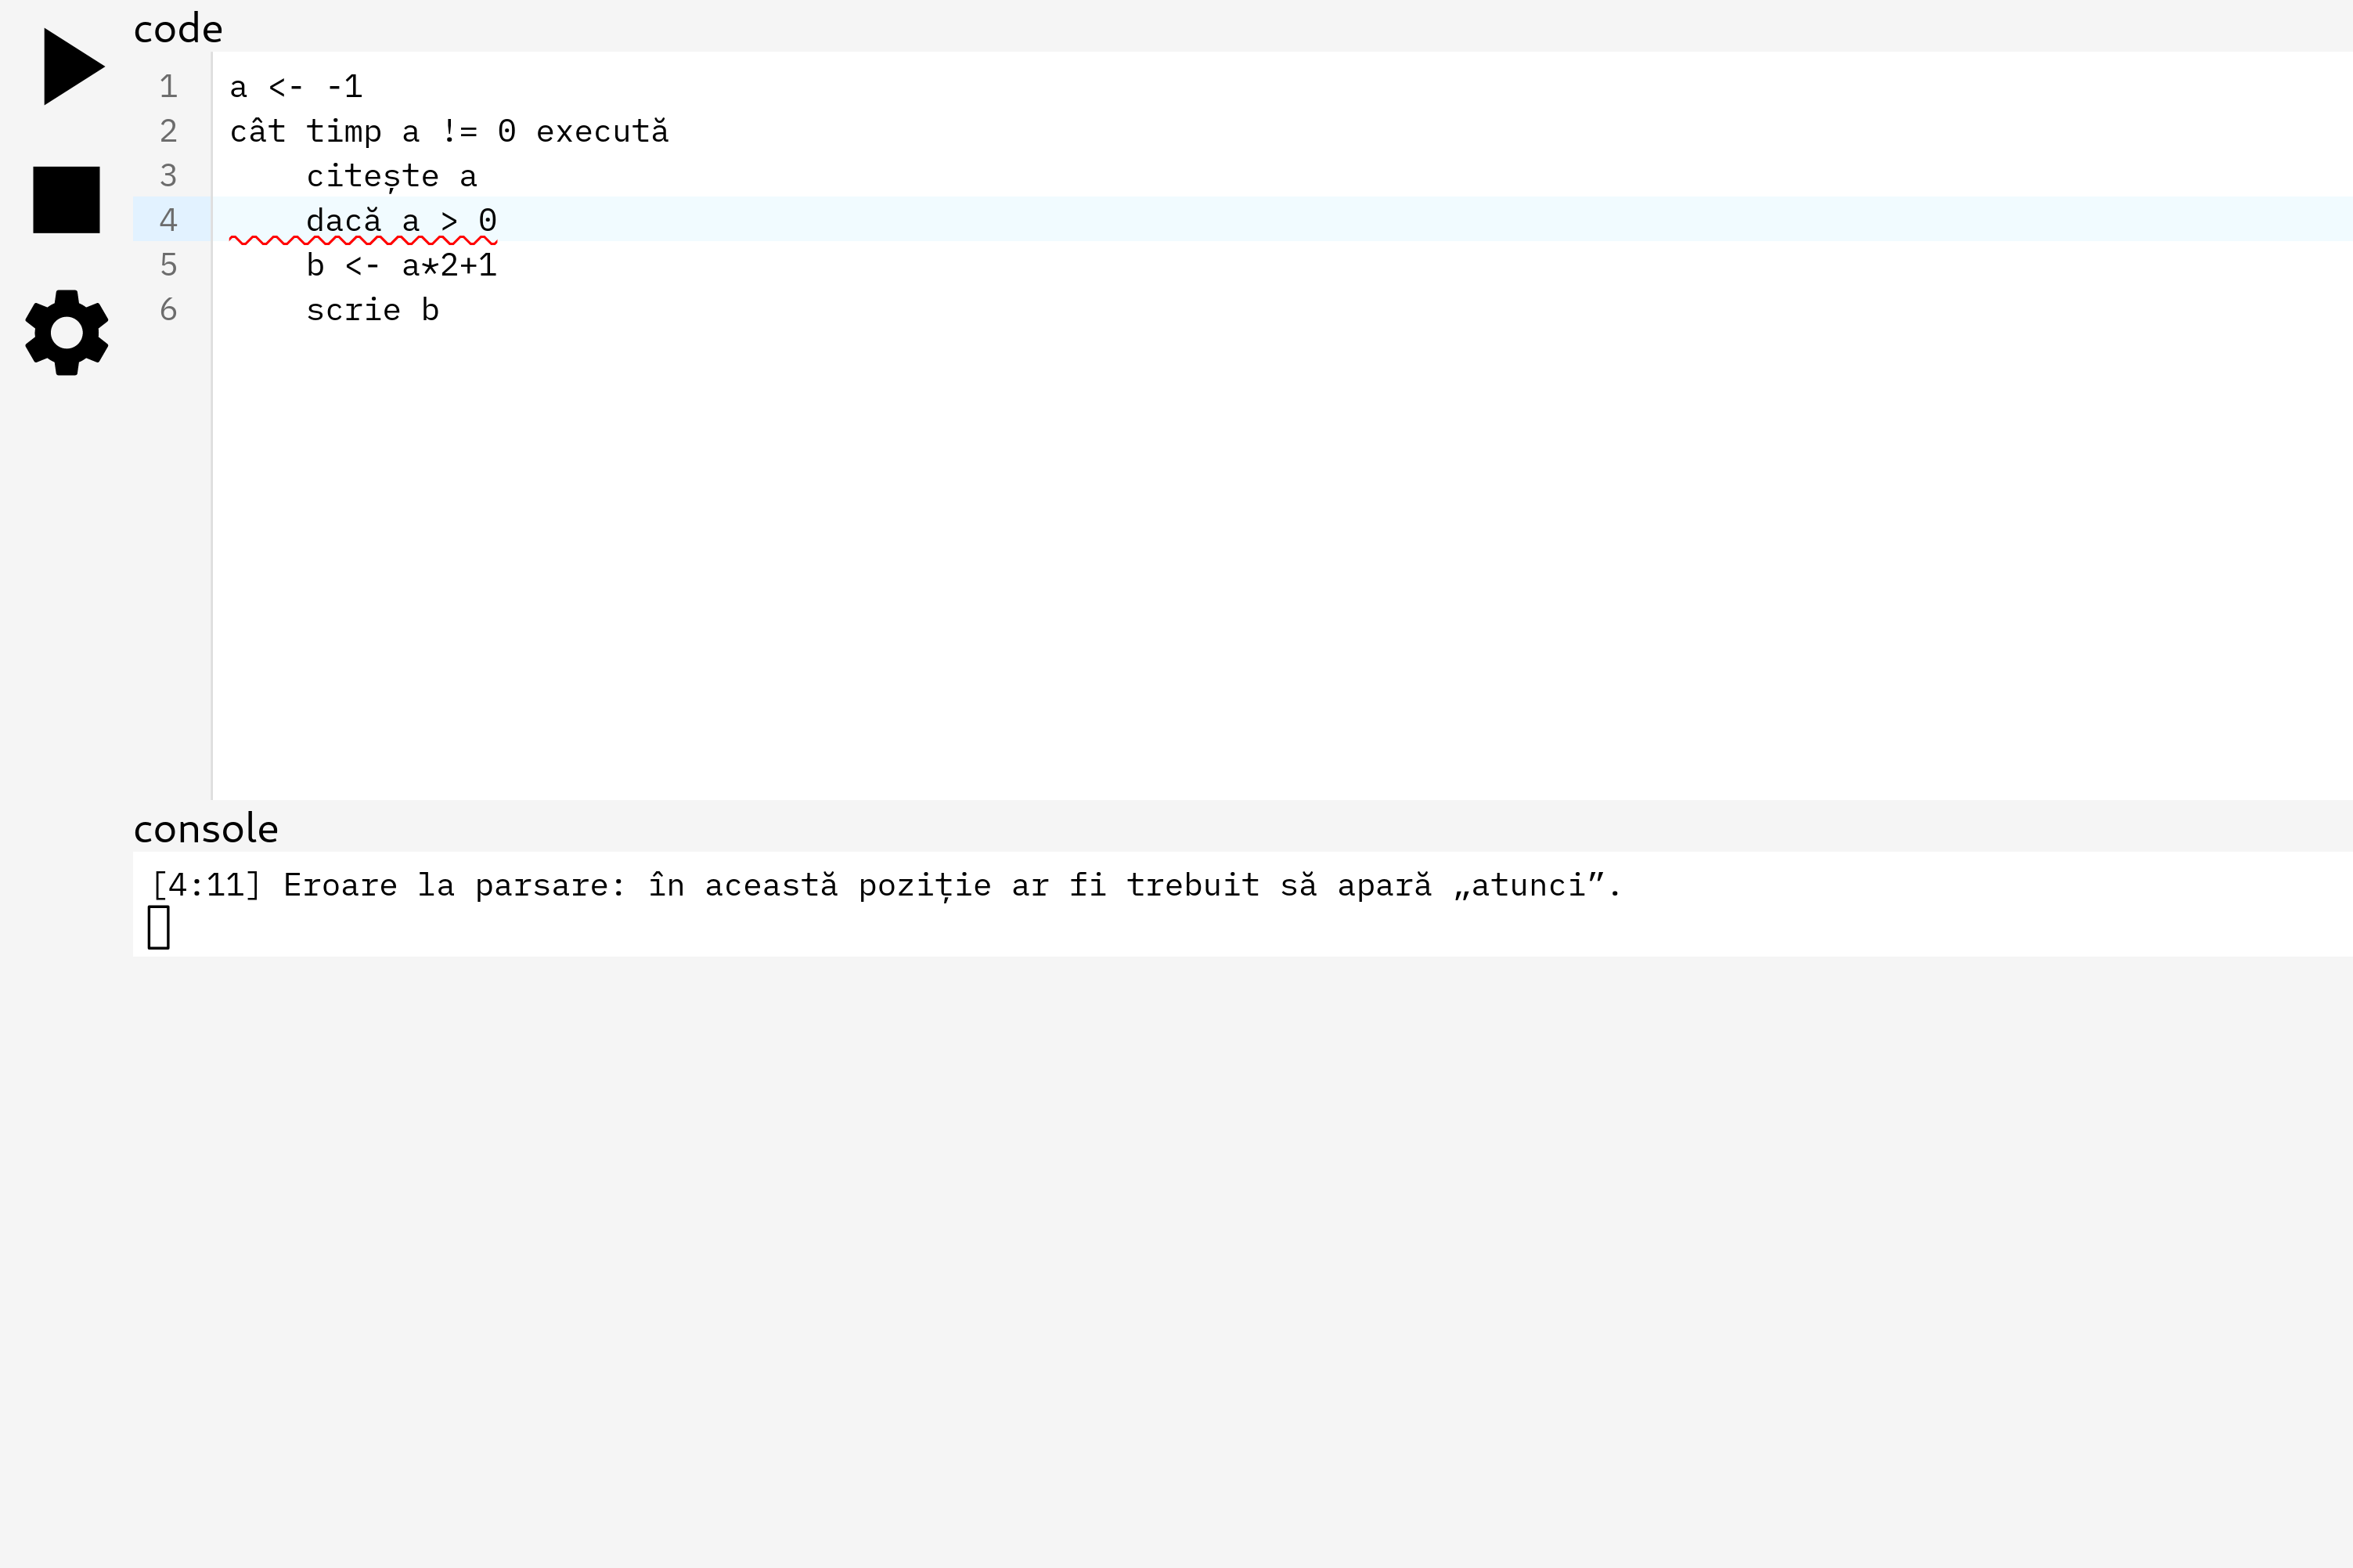 code
1 a <- -1
2 cât timp a != 0 execută
3     citește a
4     dacă a > 0
5     b <- a*2+1
6     scrie b
console
[4:11] Eroare la parsare: în această poziție ar fi trebuit să apară „atunci”.